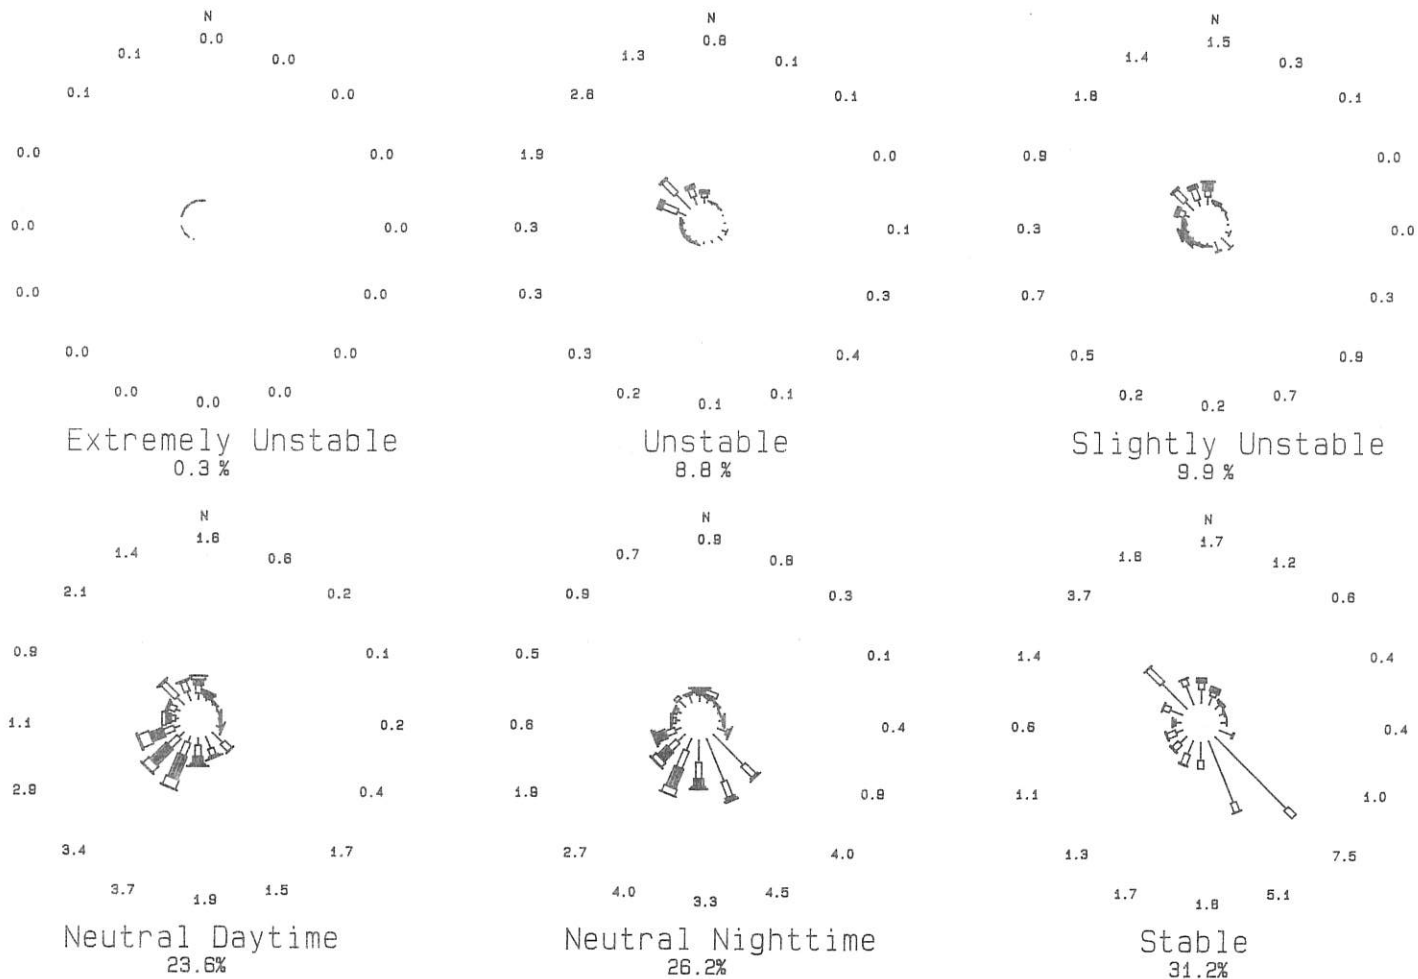 N N N
0.0 0.8 1.5
0.1 0.0 1.3 0.1 1.4 0.3
0.1 0.0 2.8 0.1 1.8 0.1
0.0 0.0 1.9 0.0 0.9 0.0
0.0 0.0 0.3 0.1 0.3 0.0
0.0 0.0 0.3 0.3 0.7 0.3
0.0 0.0 0.3 0.4 0.5 0.9
0.0 0.0 0.0 0.2 0.1 0.1 0.2 0.2 0.7
Extremely Unstable Unstable Slightly Unstable
0.3 % 8.8 % 9.9 %
N N N
1.6 0.9 1.7
1.4 0.6 0.7 0.8 1.8 1.2
2.1 0.2 0.9 0.3 3.7 0.6
0.9 0.1 0.5 0.1 1.4 0.4
1.1 0.2 0.6 0.4 0.6 0.4
2.9 0.4 1.9 0.9 1.1 1.0
3.4 1.7 2.7 4.0 1.3 7.5
3.7 1.9 1.5 4.0 3.3 4.5 1.7 1.8 5.1
Neutral Daytime Neutral Nighttime Stable
23.6% 26.2% 31.2%